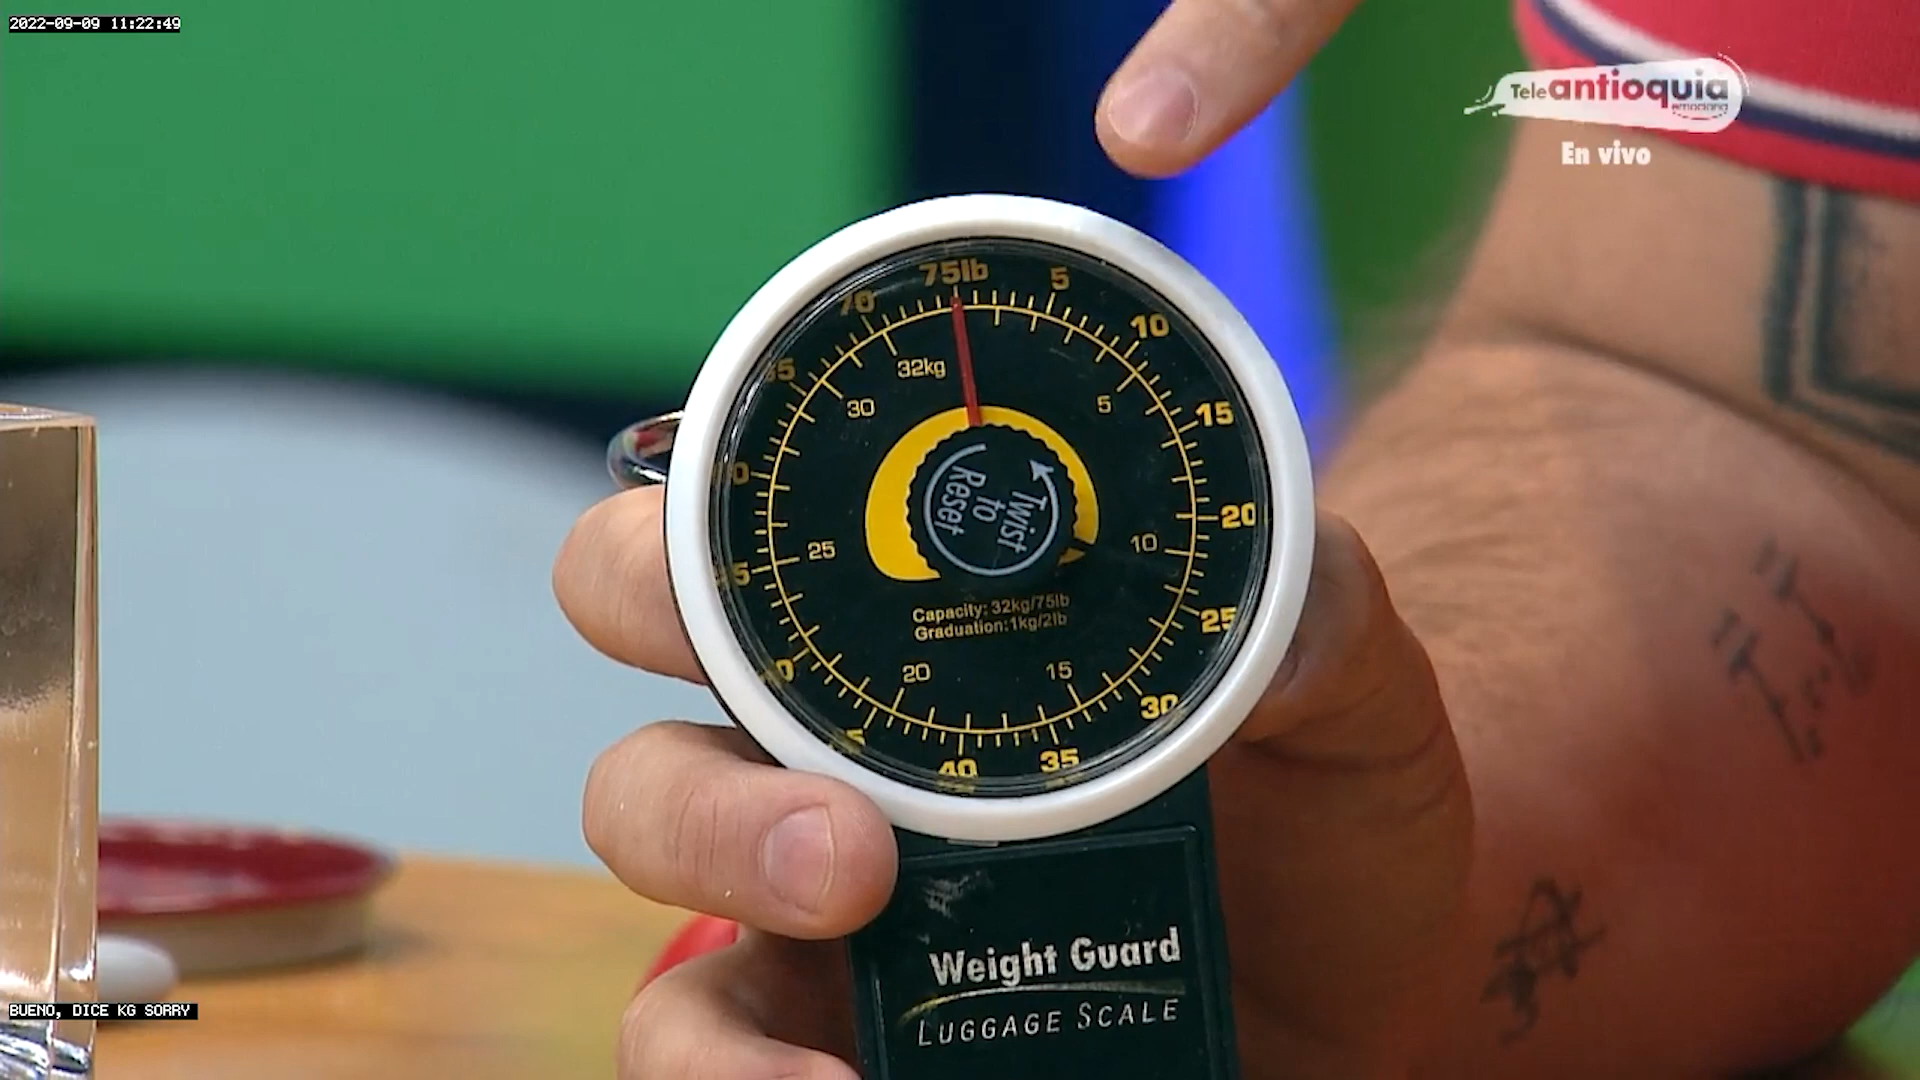 2022-09-09 11:22:49
Teleantioquia
emociona
En vivo
75lb
5
10
15
20
25
30
35
40
70
32kg
30
25
20
15
10
5
Twist
to
Reset
Capacity: 32kg/75lb
Graduation: 1kg/2lb
Weight Guard
LUGGAGE SCALE
BUENO, DICE KG SORRY